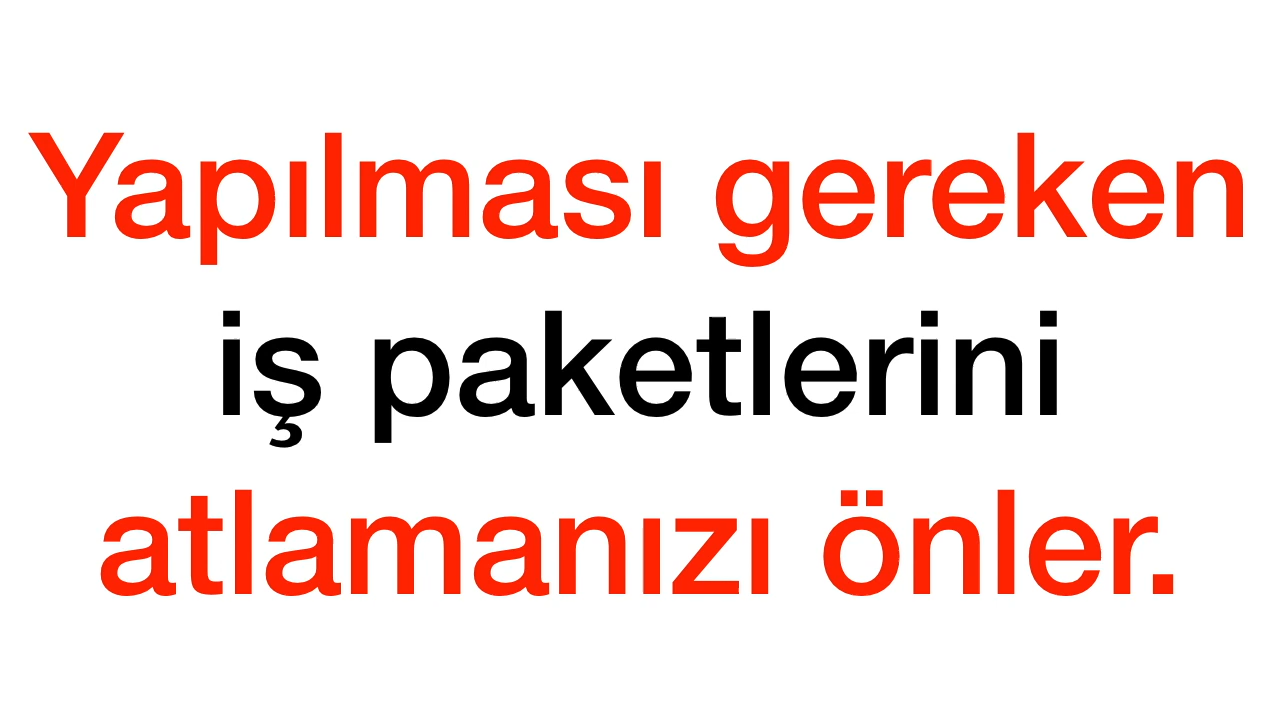 Yapılması gereken
iş paketlerini
atlamanızı önler.